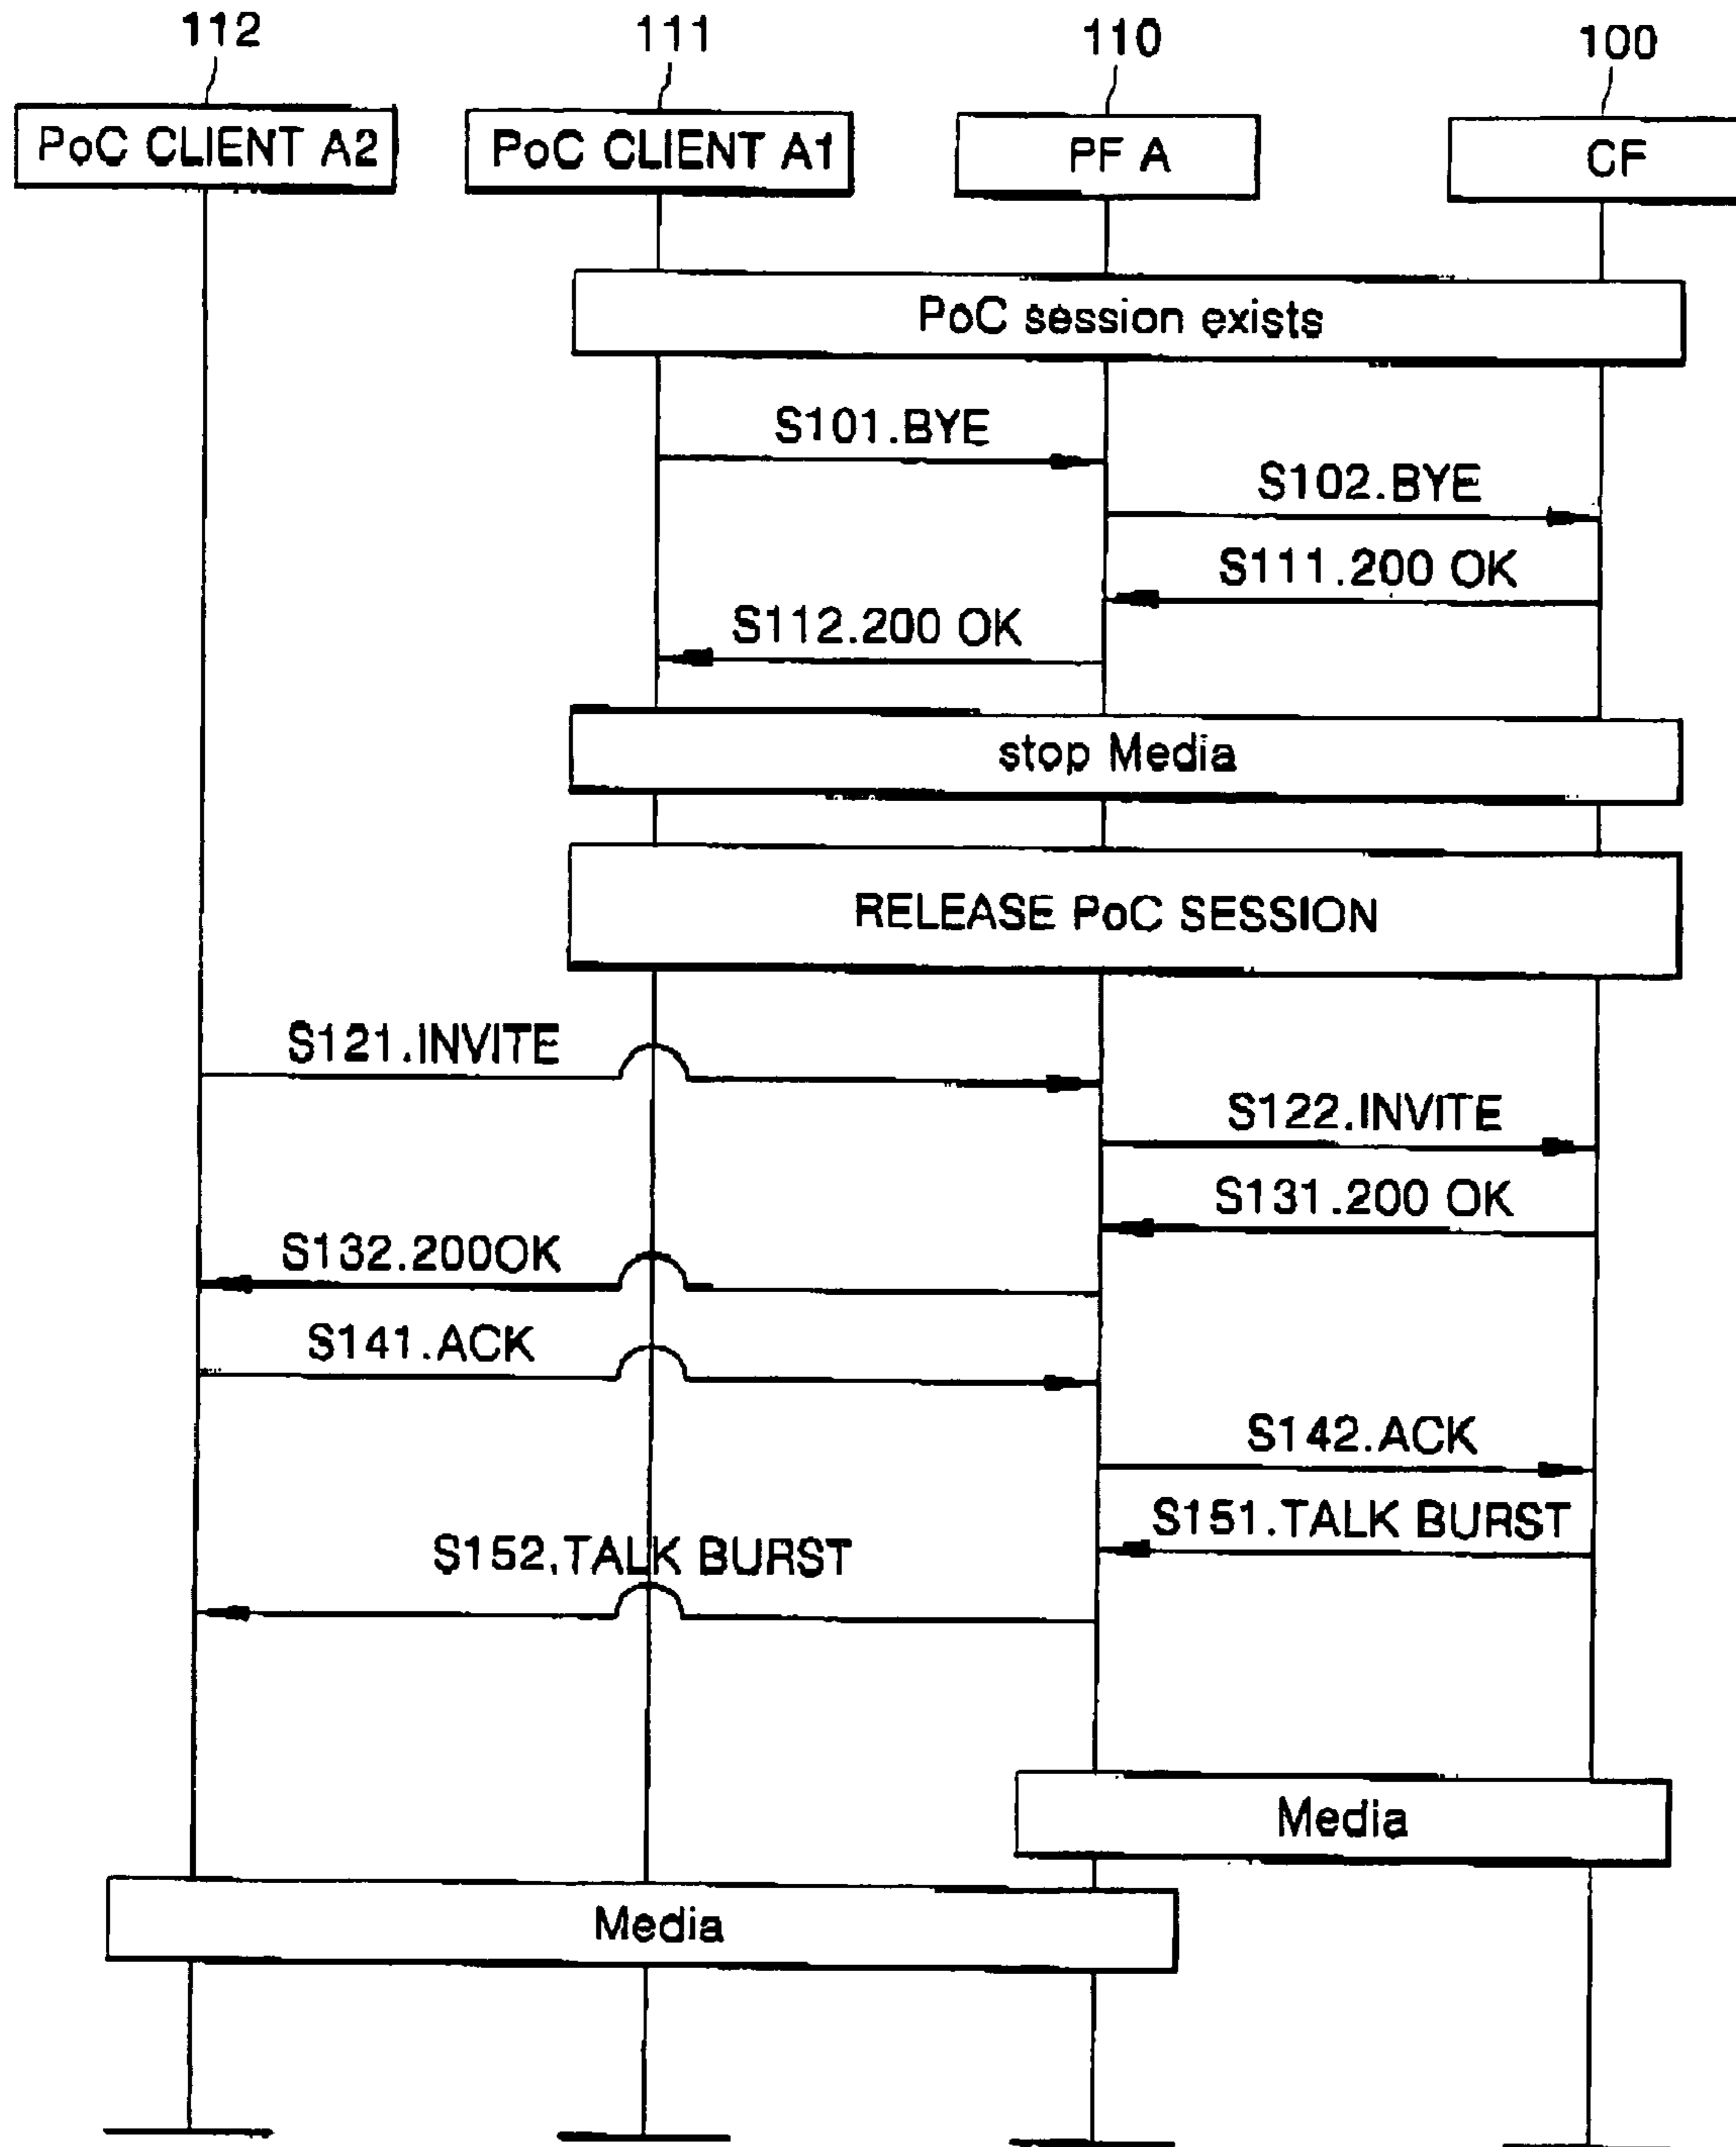 112
111
110
100
PoC CLIENT A2
PoC CLIENT A1
PF A
CF
PoC session exists
S101.BYE
S102.BYE
S111.200 OK
S112.200 OK
stop Media
RELEASE PoC SESSION
S121.INVITE
S122.INVITE
S131.200 OK
S132.200OK
S141.ACK
S142.ACK
S151.TALK BURST
S152.TALK BURST
Media
Media